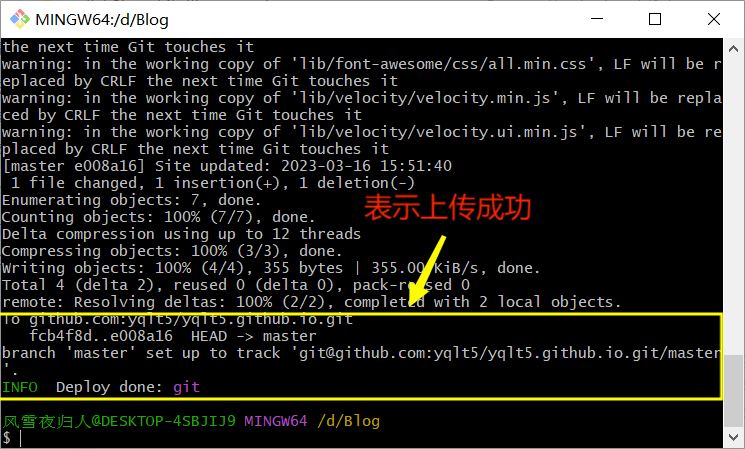 MINGW64:/d/Blog
the next time Git touches it
warning: in the working copy of 'lib/font-awesome/css/all.min.css', LF will be r
eplaced by CRLF the next time Git touches it
warning: in the working copy of 'lib/velocity/velocity.min.js', LF will be repla
ced by CRLF the next time Git touches it
warning: in the working copy of 'lib/velocity/velocity.ui.min.js', LF will be re
placed by CRLF the next time Git touches it
[master e008a16] Site updated: 2023-03-16 15:51:40
1 file changed, 1 insertion(+), 1 deletion(-)
Enumerating objects: 7, done.
Counting objects: 100% (7/7), done.
表示上传成功
Delta compression using up to 12 threads
Compressing objects: 100% (3/3), done.
Writing objects: 100% (4/4), 355 bytes | 355.00 KiB/s, done.
Total 4 (delta 2), reused 0 (delta 0), pack-reused 0
remote: Resolving deltas: 100% (2/2), completed with 2 local objects.
To github.com:yqlt5/yqlt5.github.io.git
fcb4f8d..e008a16 HEAD -> master
branch 'master' set up to track 'git@github.com:yqlt5/yqlt5.github.io.git/master
'.
INFO Deploy done: git
风雪夜归人@DESKTOP-4SBJIJ9 MINGW64 /d/Blog
$